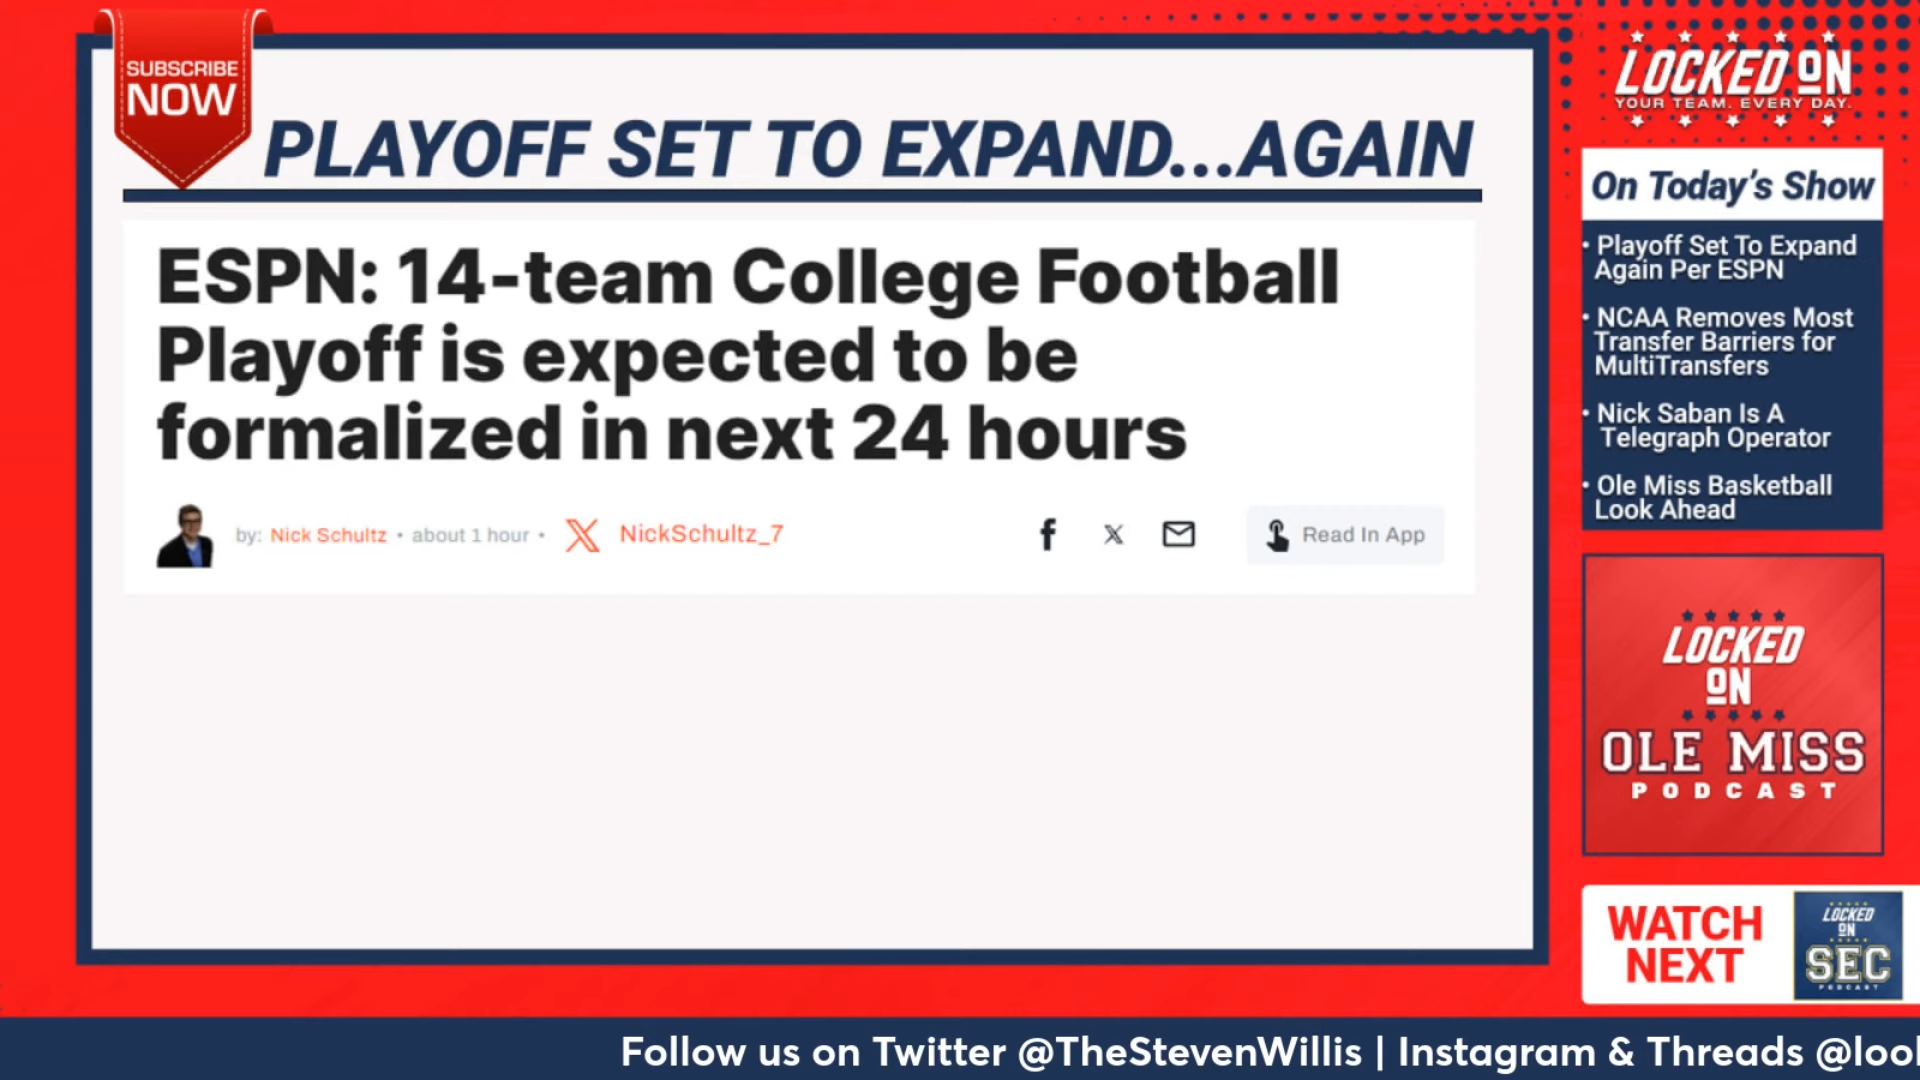 SUBSCRIBE
NOW
PLAYOFF SET TO EXPAND...AGAIN
ESPN: 14-team College Football
Playoff is expected to be
formalized in next 24 hours
by: Nick Schultz • about 1 hour • X NickSchultz_7
f X Read In App
LOCKED ON
YOUR TEAM. EVERY DAY.
On Today's Show
• Playoff Set To Expand
Again Per ESPN
• NCAA Removes Most
Transfer Barriers for
MultiTransfers
• Nick Saban Is A
Telegraph Operator
• Ole Miss Basketball
Look Ahead
LOCKED
ON
OLE MISS
PODCAST
WATCH
NEXT
LOCKED
ON
SEC
PODCAST
Follow us on Twitter @TheStevenWillis | Instagram & Threads @look